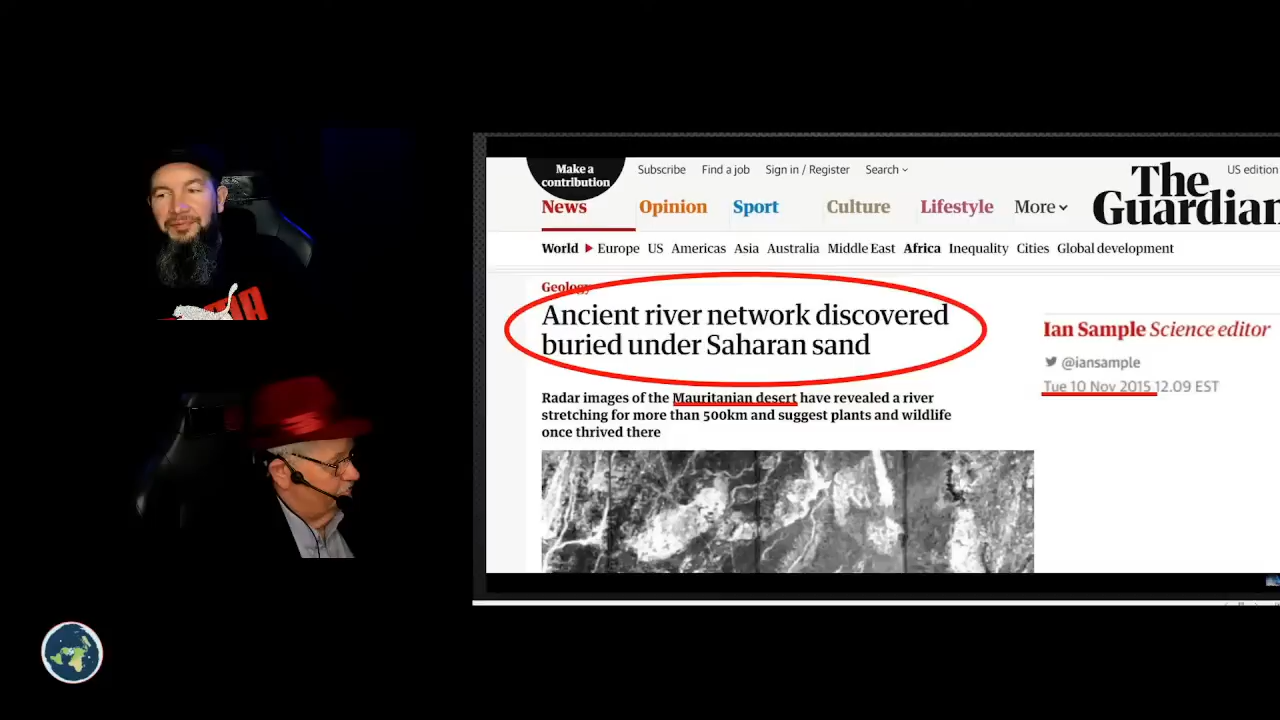 Make a
contribution
Subscribe Find a job Sign in / Register Search
US edition
The
Guardian
News Opinion Sport Culture Lifestyle More
World Europe US Americas Asia Australia Middle East Africa Inequality Cities Global development
Geology
Ancient river network discovered
buried under Saharan sand
Radar images of the Mauritanian desert have revealed a river
stretching for more than 500km and suggest plants and wildlife
once thrived there
Ian Sample Science editor
@iansample
Tue 10 Nov 2015 12.09 EST